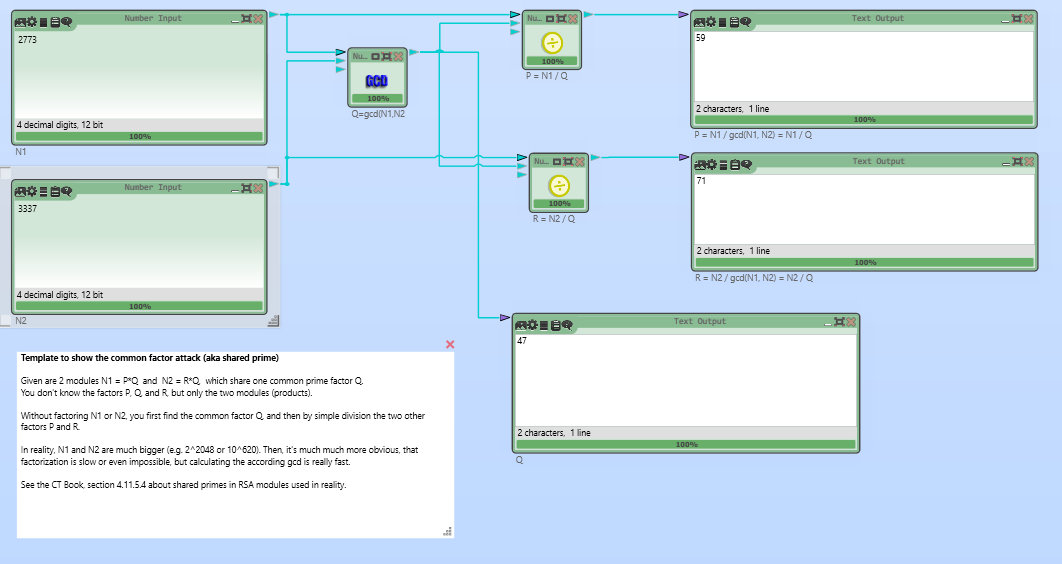 Number Input
2773
4 decimal digits, 12 bit
100%
N1
Number Input
3337
4 decimal digits, 12 bit
100%
N2
Nu...
GCD
100%
Q=gcd(N1,N2
Nu...
100%
P = N1 / Q
Nu...
100%
R = N2 / Q
Text Output
59
2 characters, 1 line
100%
P = N1 / gcd(N1, N2) = N1 / Q
Text Output
71
2 characters, 1 line
100%
R = N2 / gcd(N1, N2) = N2 / Q
Text Output
47
2 characters, 1 line
100%
Q
Template to show the common factor attack (aka shared prime)
Given are 2 modules N1 = P*Q and N2 = R*Q, which share one common prime factor Q.
You don't know the factors P, Q, and R, but only the two modules (products).
Without factoring N1 or N2, you first find the common factor Q, and then by simple division the two other
factors P and R.
In reality, N1 and N2 are much bigger (e.g. 2^2048 or 10^620). Then, it's much much more obvious, that
factorization is slow or even impossible, but calculating the according gcd is really fast.
See the CT Book, section 4.11.5.4 about shared primes in RSA modules used in reality.